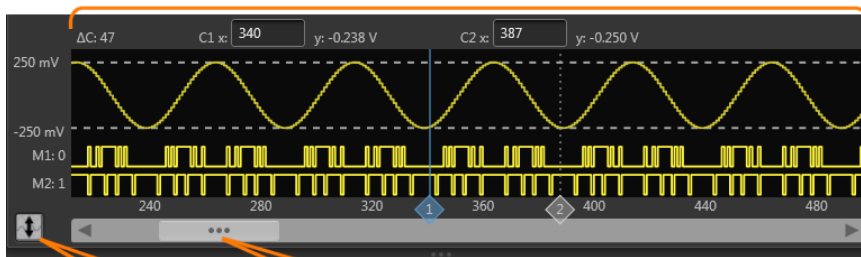 ΔC: 47 C1 x: 340 y: -0.238 V C2 x: 387 y: -0.250 V
250 mV
-250 mV
M1: 0
M2: 1
240 280 320 1 360 2 400 440 480